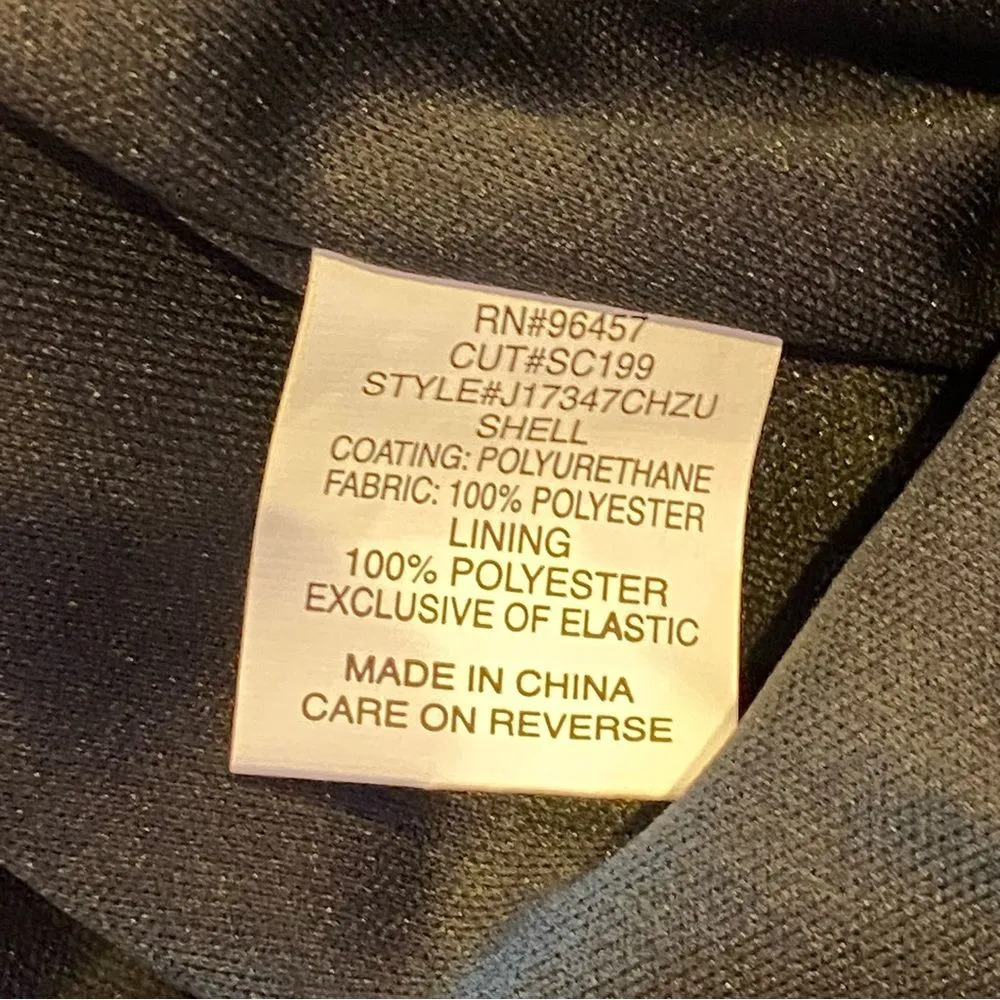 RN#96457
CUT#SC199
STYLE#J17347CHZU
SHELL
COATING: POLYURETHANE
FABRIC: 100% POLYESTER
LINING
100% POLYESTER
EXCLUSIVE OF ELASTIC
MADE IN CHINA
CARE ON REVERSE